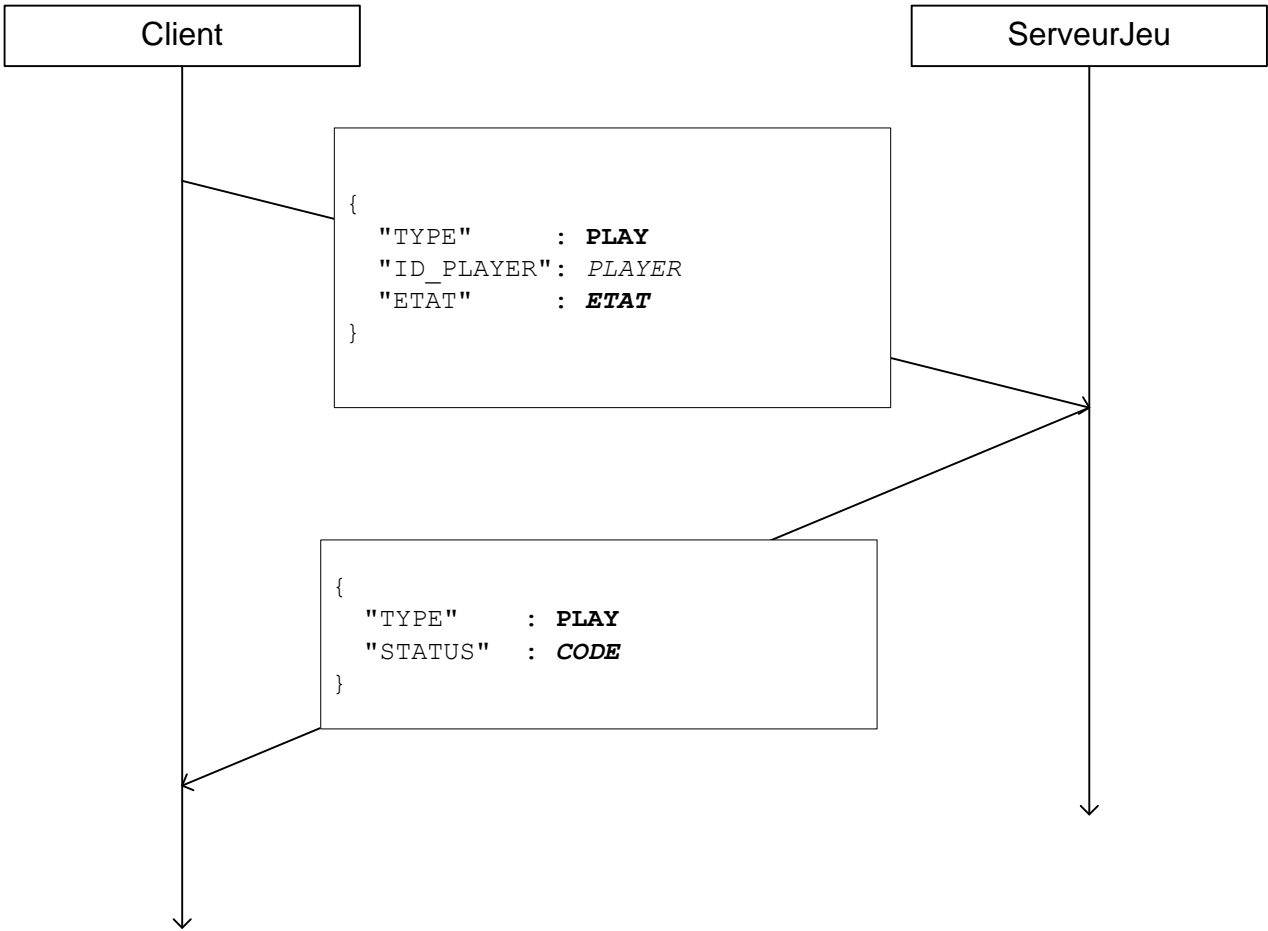 Client
ServeurJeu
{
"TYPE" : PLAY
"ID_PLAYER": PLAYER
"ETAT" : ETAT
}
{
"TYPE" : PLAY
"STATUS" : CODE
}